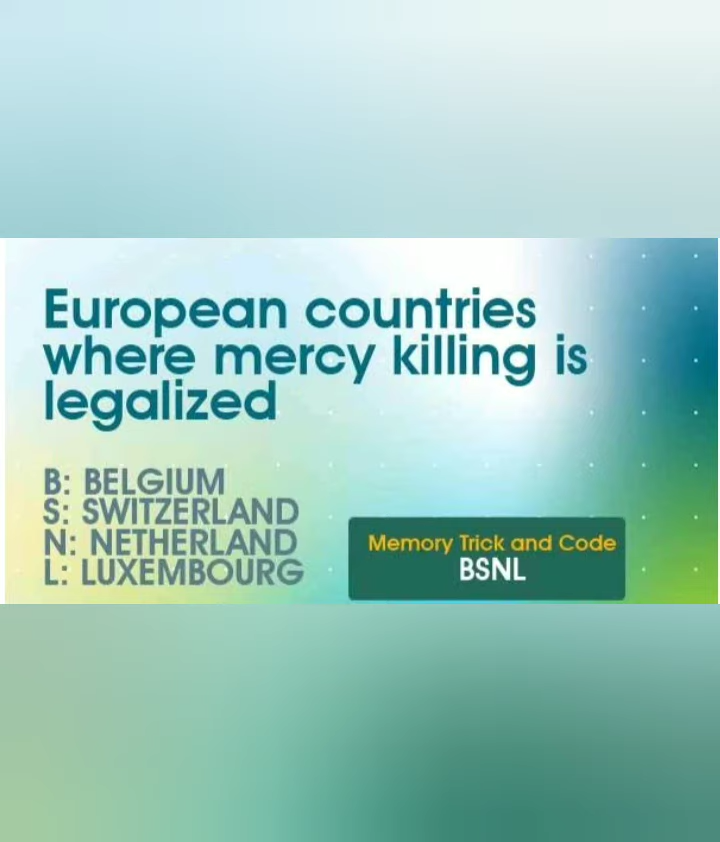 European countries
where mercy killing is
legalized
B: BELGIUM
S: SWITZERLAND
N: NETHERLAND
L: LUXEMBOURG
Memory Trick and Code
BSNL